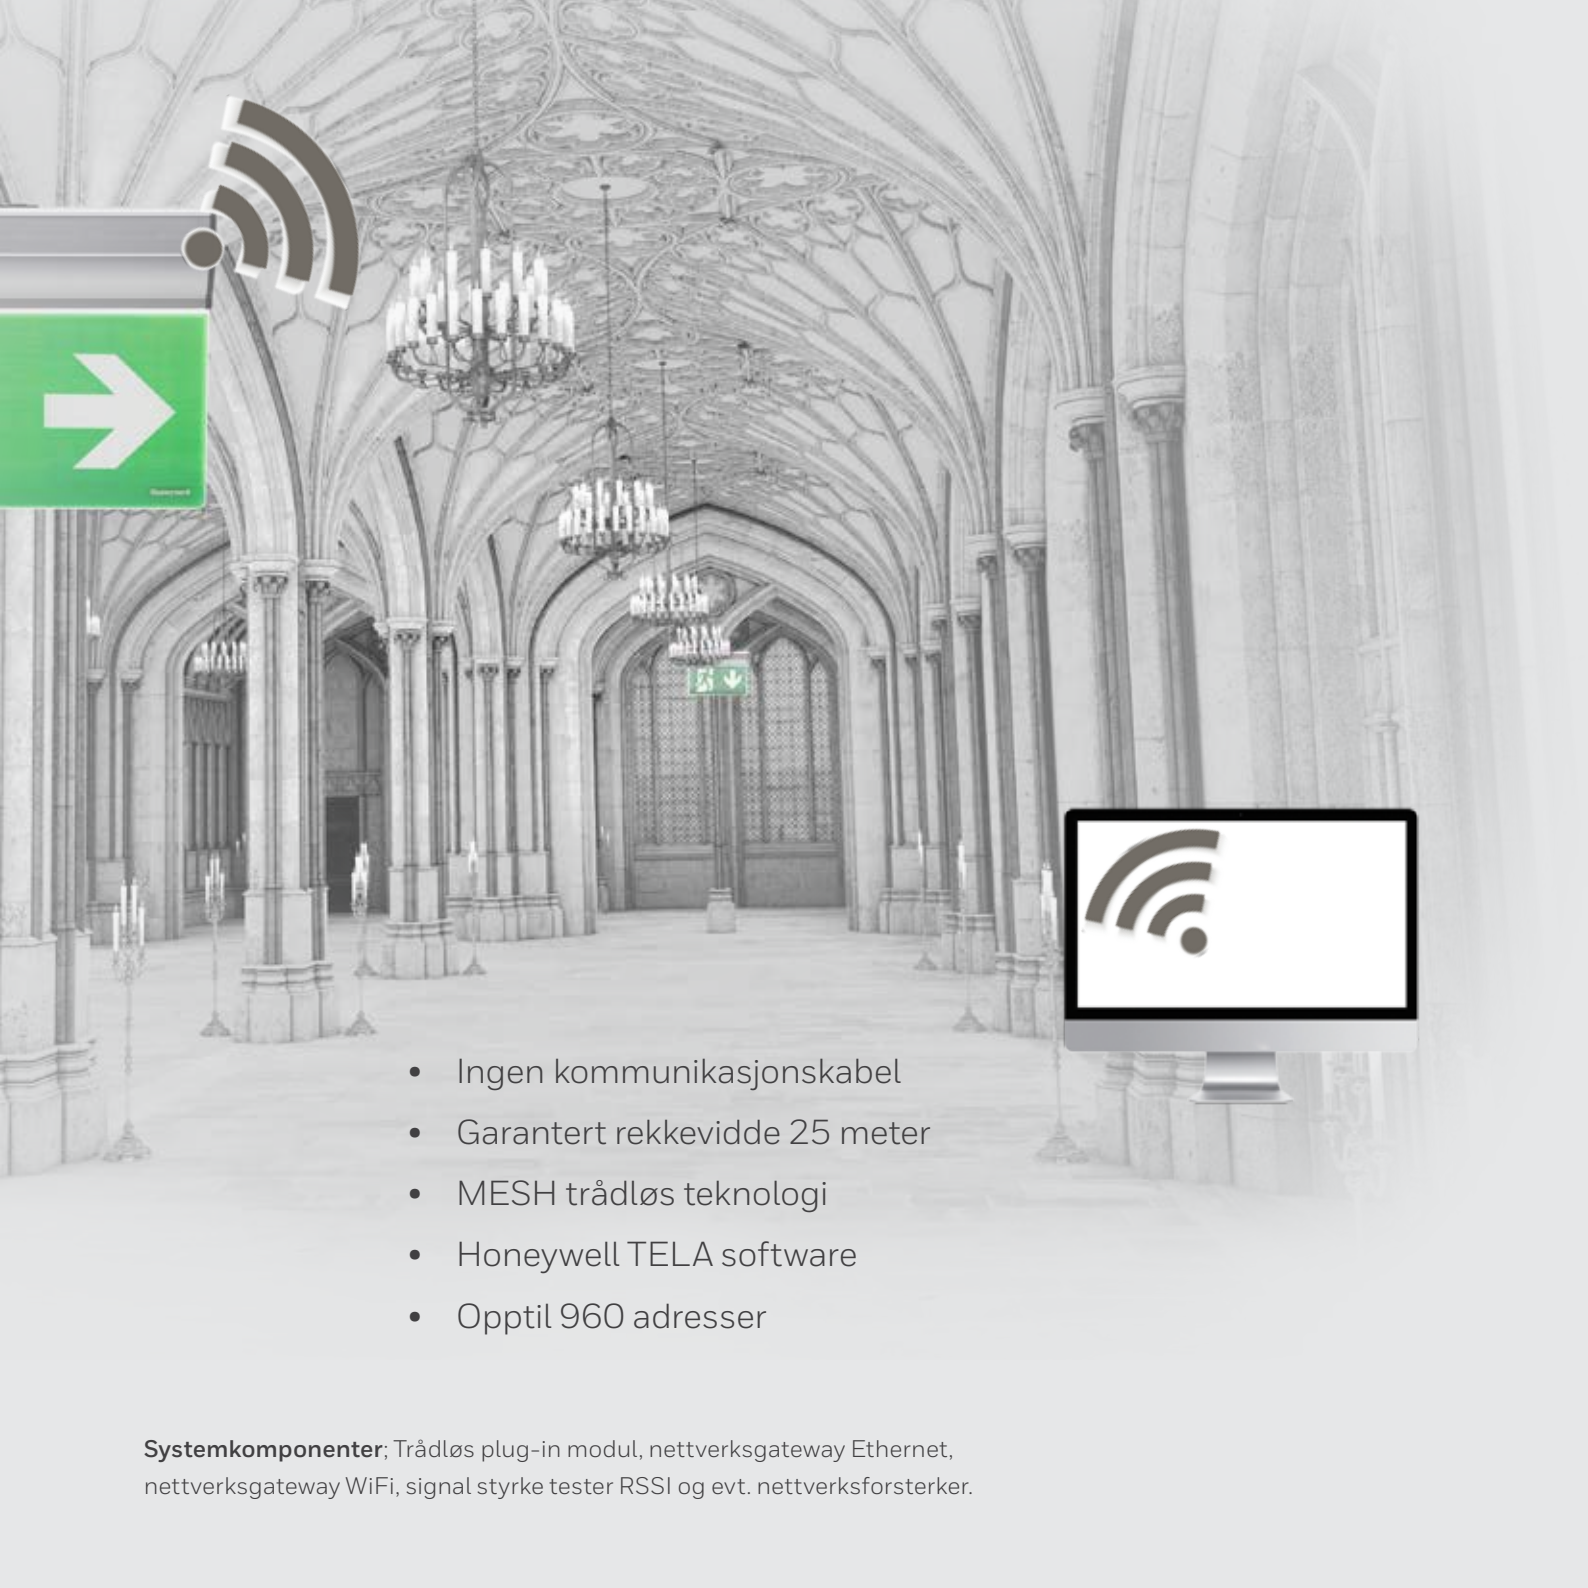 • Ingen kommunikasjonskabel
• Garantert rekkevidde 25 meter
• MESH trådløs teknologi
• Honeywell TELA software
• Opptil 960 adresser
Systemkomponenter; Trådløs plug-in modul, nettverksgateway Ethernet,
nettverksgateway WiFi, signal styrke tester RSSI og evt. nettverksforsterker.